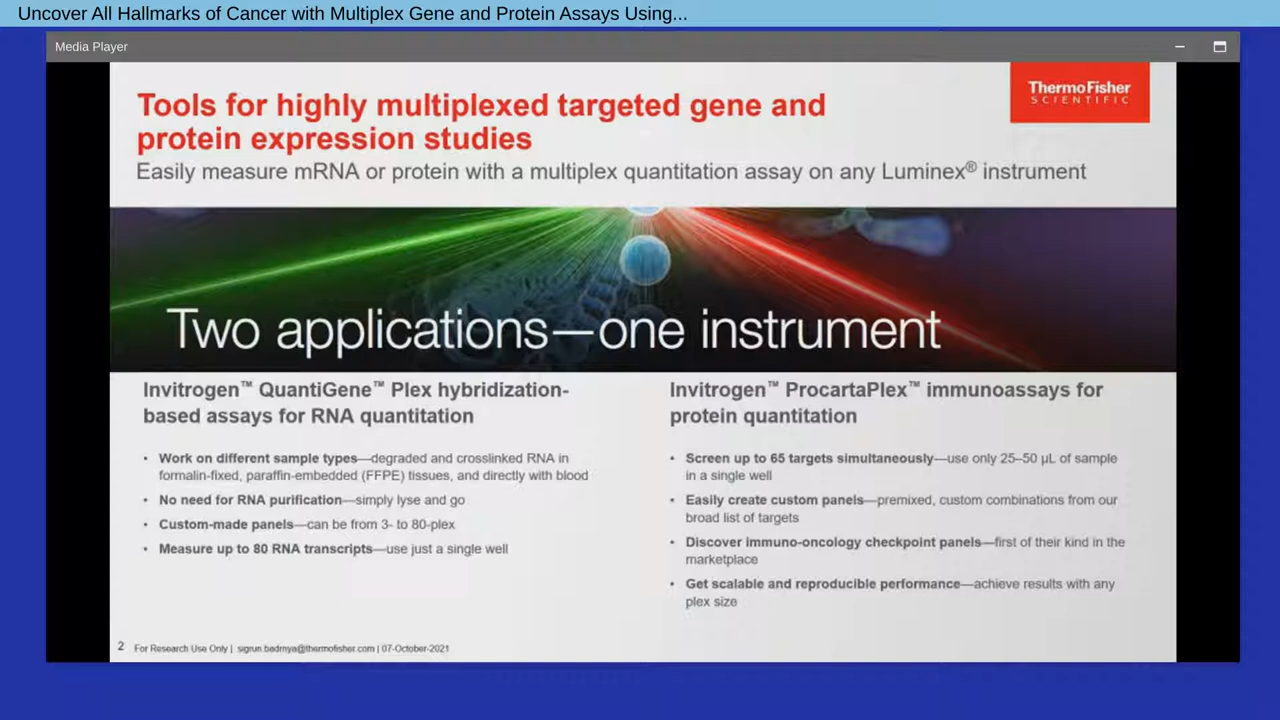 Uncover All Hallmarks of Cancer with Multiplex Gene and Protein Assays Using...
Media Player
ThermoFisher
SCIENTIFIC
Tools for highly multiplexed targeted gene and
protein expression studies
Easily measure mRNA or protein with a multiplex quantitation assay on any Luminex® instrument
Two applications—one instrument
Invitrogen™ QuantiGene™ Plex hybridization-
based assays for RNA quantitation
• Work on different sample types—degraded and crosslinked RNA in
formalin-fixed, paraffin-embedded (FFPE) tissues, and directly with blood
• No need for RNA purification—simply lyse and go
• Custom-made panels—can be from 3- to 80-plex
• Measure up to 80 RNA transcripts—use just a single well
Invitrogen™ ProcartaPlex™ immunoassays for
protein quantitation
• Screen up to 65 targets simultaneously—use only 25–50 µL of sample
in a single well
• Easily create custom panels—premixed, custom combinations from our
broad list of targets
• Discover immuno-oncology checkpoint panels—first of their kind in the
marketplace
• Get scalable and reproducible performance—achieve results with any
plex size
2 For Research Use Only | sigrun.badrnya@thermofisher.com | 07-October-2021